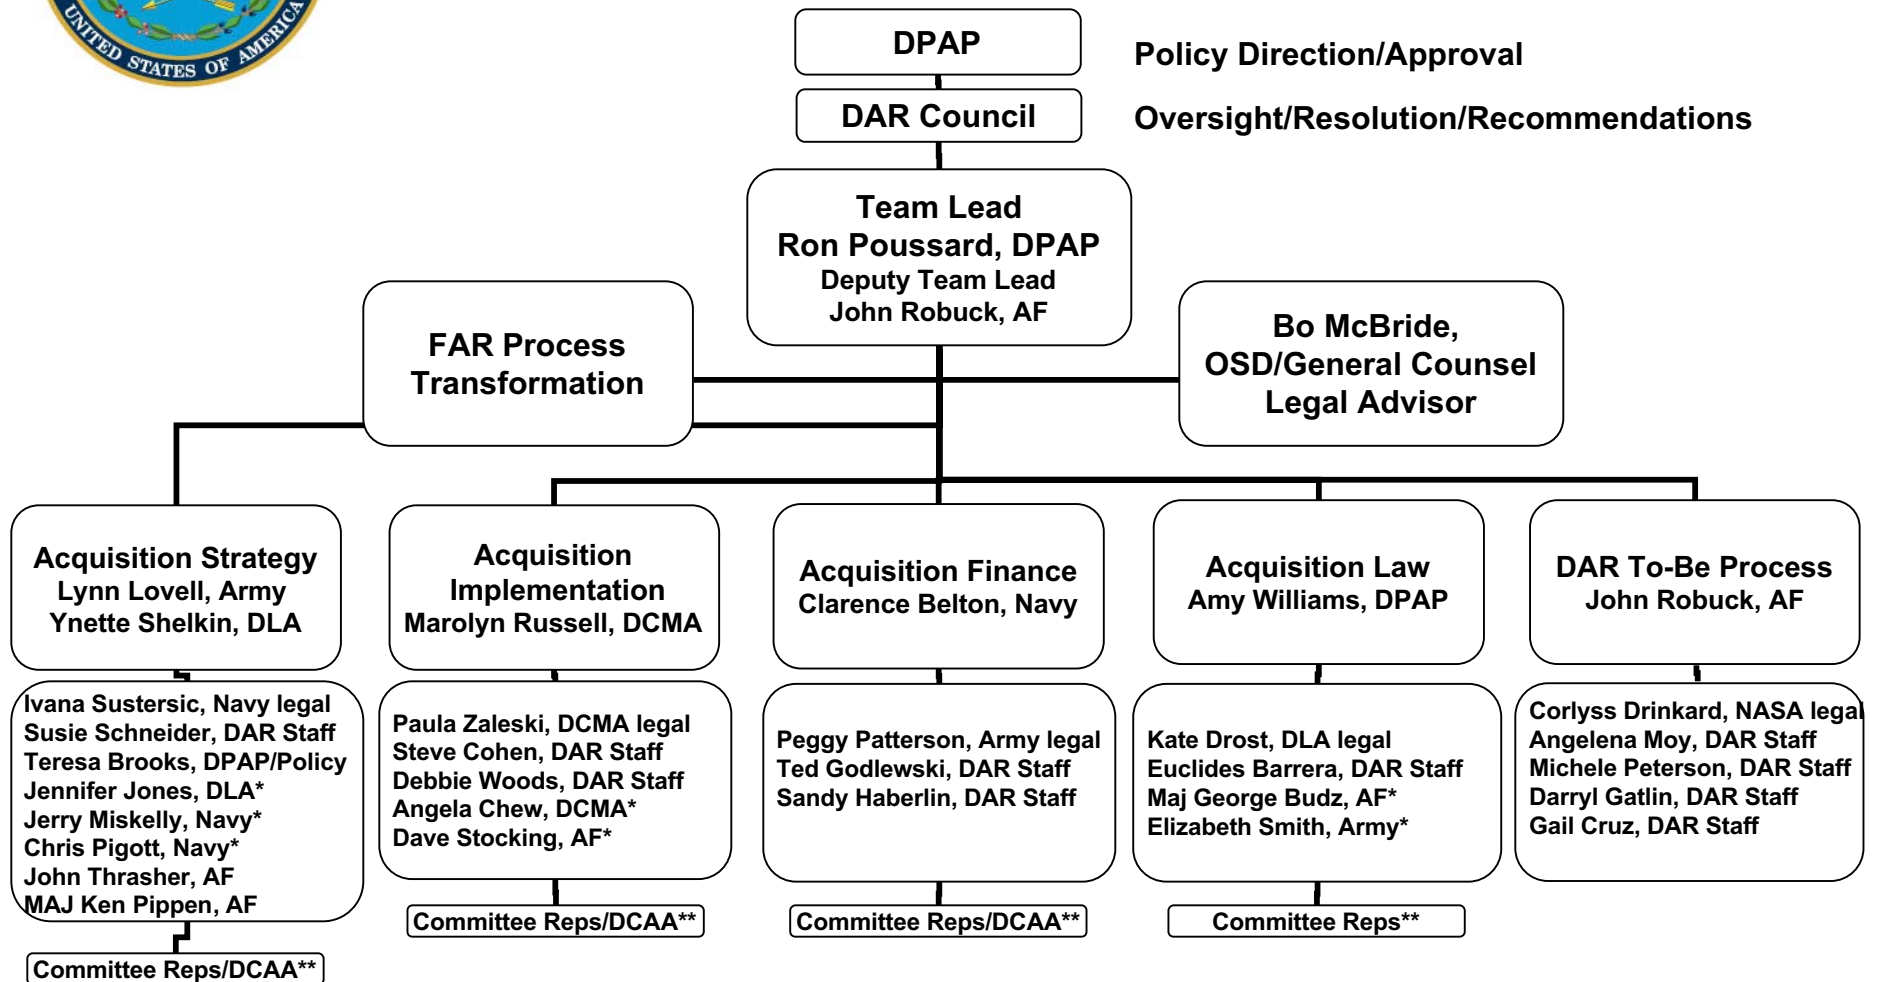 UNITED STATES OF AMERICA
DPAP
Policy Direction/Approval
DAR Council
Oversight/Resolution/Recommendations
Team Lead
Ron Poussard, DPAP
Deputy Team Lead
John Robuck, AF
FAR Process
Transformation
Bo McBride,
OSD/General Counsel
Legal Advisor
Acquisition Strategy
Lynn Lovell, Army
Ynette Shelkin, DLA
Acquisition
Implementation
Marolyn Russell, DCMA
Acquisition Finance
Clarence Belton, Navy
Acquisition Law
Amy Williams, DPAP
DAR To-Be Process
John Robuck, AF
Ivana Sustersic, Navy legal
Susie Schneider, DAR Staff
Teresa Brooks, DPAP/Policy
Jennifer Jones, DLA*
Jerry Miskelly, Navy*
Chris Pigott, Navy*
John Thrasher, AF
MAJ Ken Pippen, AF
Paula Zaleski, DCMA legal
Steve Cohen, DAR Staff
Debbie Woods, DAR Staff
Angela Chew, DCMA*
Dave Stocking, AF*
Peggy Patterson, Army legal
Ted Godlewski, DAR Staff
Sandy Haberlin, DAR Staff
Kate Drost, DLA legal
Euclides Barrera, DAR Staff
Maj George Budz, AF*
Elizabeth Smith, Army*
Corlyss Drinkard, NASA legal
Angelena Moy, DAR Staff
Michele Peterson, DAR Staff
Darryl Gatlin, DAR Staff
Gail Cruz, DAR Staff
Committee Reps/DCAA**
Committee Reps/DCAA**
Committee Reps/DCAA**
Committee Reps**